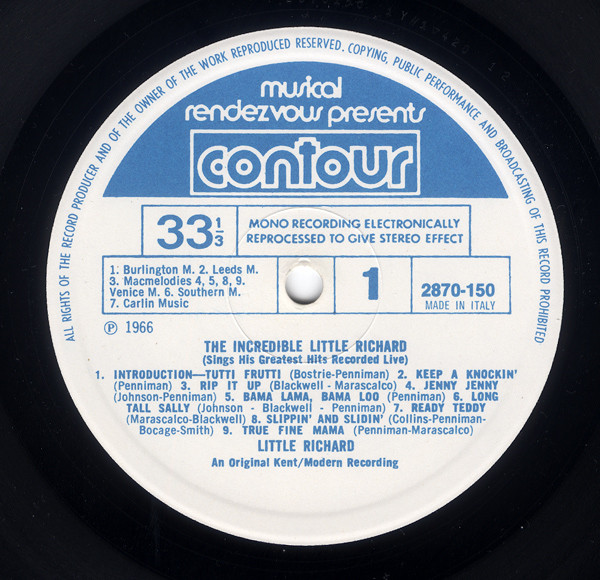 ALL RIGHTS OF THE RECORD PRODUCER AND OF THE OWNER OF THE WORK REPRODUCED RESERVED. COPYING, PUBLIC PERFORMANCE AND BROADCASTING OF THIS RECORD PROHIBITED
musical
rendezvous presents
contour
33 1/3
MONO RECORDING ELECTRONICALLY
REPROCESSED TO GIVE STEREO EFFECT
1. Burlington M. 2. Leeds M.
3. Macmelodies 4, 5, 8, 9.
Venice M. 6. Southern M.
7. Carlin Music
1
2870-150
MADE IN ITALY
℗ 1966
THE INCREDIBLE LITTLE RICHARD
(Sings His Greatest Hits Recorded Live)
1. INTRODUCTION—TUTTI FRUTTI (Bostrie-Penniman) 2. KEEP A KNOCKIN'
(Penniman) 3. RIP IT UP (Blackwell - Marascalco) 4. JENNY JENNY
(Johnson-Penniman) 5. BAMA LAMA, BAMA LOO (Penniman) 6. LONG
TALL SALLY (Johnson - Blackwell - Penniman) 7. READY TEDDY
(Marascalco-Blackwell) 8. SLIPPIN' AND SLIDIN' (Collins-Penniman-
Bocage-Smith) 9. TRUE FINE MAMA (Penniman-Marascalco)
LITTLE RICHARD
An Original Kent/Modern Recording